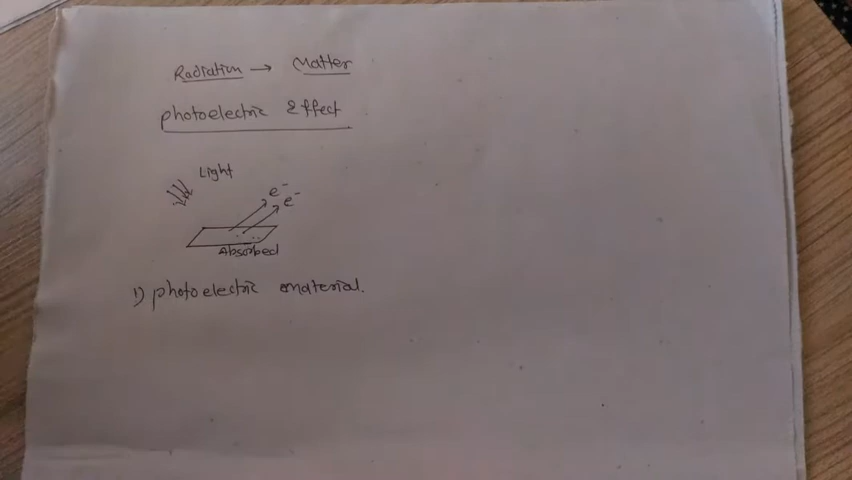 Radiation → Matter
photoelectric Effect
Light
e⁻
e⁻
Absorbed
1) photoelectric material.